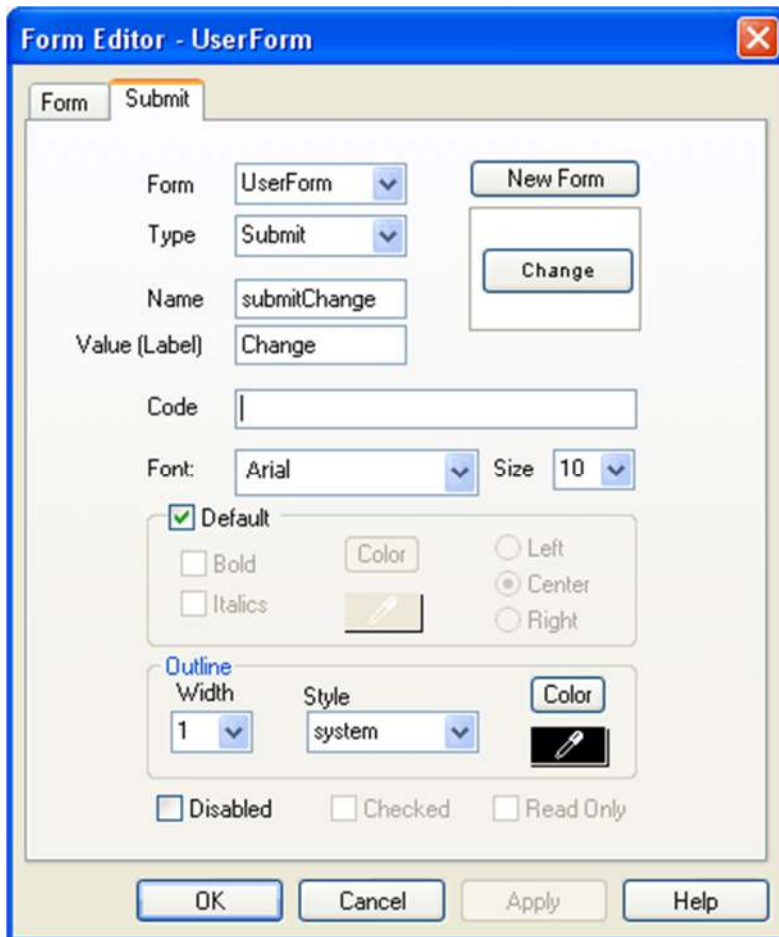 Form Editor - UserForm
Form Submit
Form UserForm New Form
Type Submit
Change
Name submitChange
Value (Label) Change
Code
Font: Arial Size 10
Default
Bold Color Left
Center
Italics
Right
Outline
Width Style Color
1 system
Disabled Checked Read Only
OK Cancel Apply Help